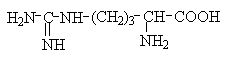 H₂N-C-NH-(CH₂)₃-CH-COOH
NH NH₂